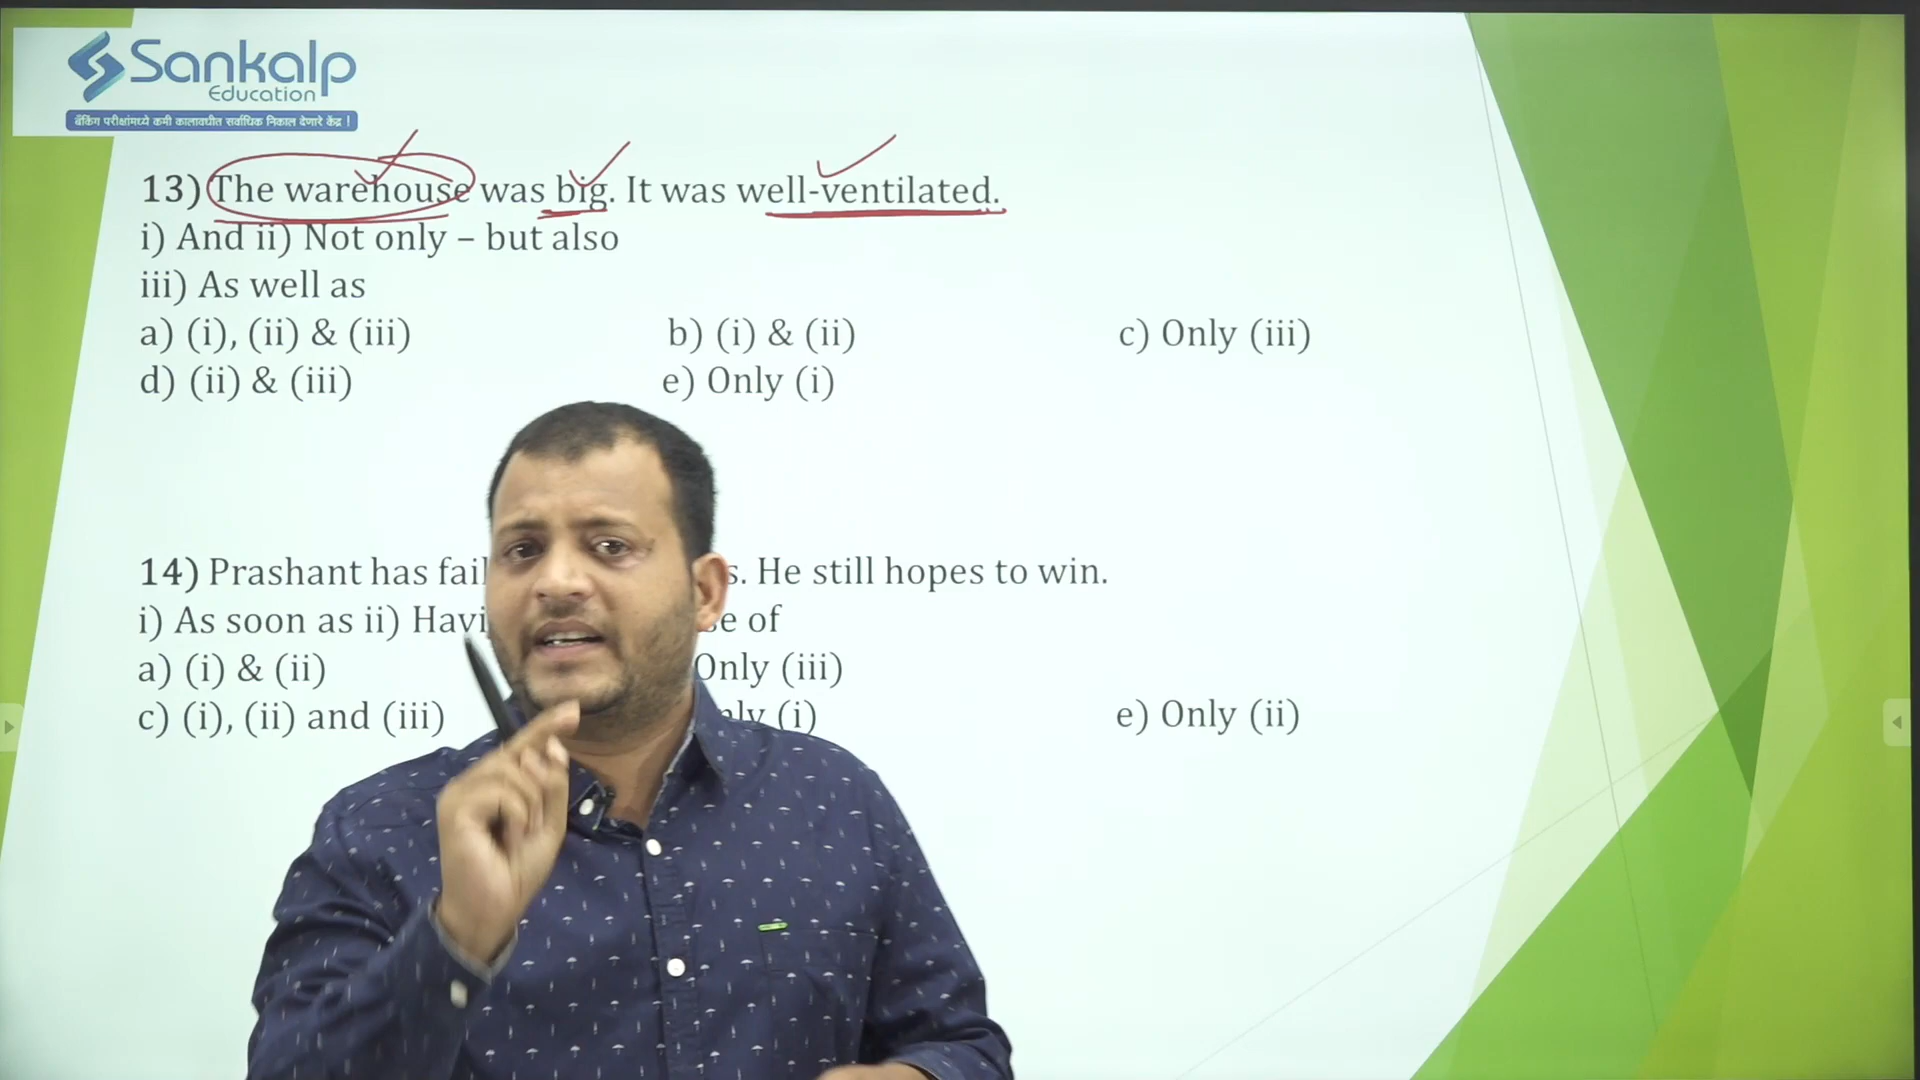 Sankalp
Education
बँकिंग परीक्षांमध्ये कमी कालावधीत सर्वाधिक निकाल देणारे केंद्र !
13) The warehouse was big. It was well-ventilated.
i) And ii) Not only – but also
iii) As well as
a) (i), (ii) & (iii) b) (i) & (ii) c) Only (iii)
d) (ii) & (iii) e) Only (i)
14) Prashant has He still hopes to win.
i) As soon as ii) of
a) (i) & (ii) Only (iii)
c) (i), (ii) and (iii) (i) e) Only (ii)